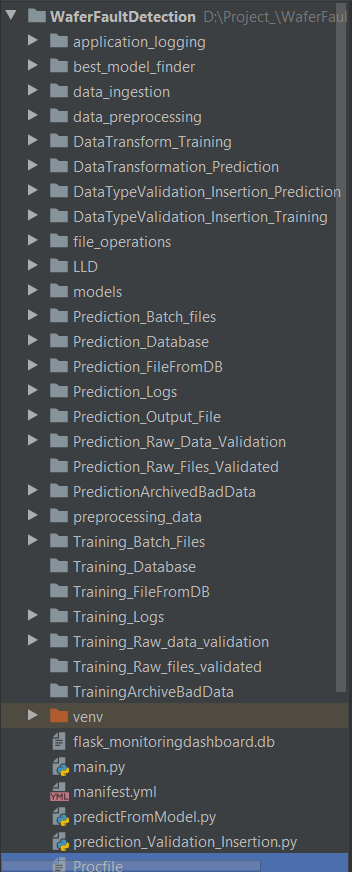 WaferFaultDetection D:\Project_\WaferFaul
application_logging
best_model_finder
data_ingestion
data_preprocessing
DataTransform_Training
DataTransformation_Prediction
DataTypeValidation_Insertion_Prediction
DataTypeValidation_Insertion_Training
file_operations
LLD
models
Prediction_Batch_files
Prediction_Database
Prediction_FileFromDB
Prediction_Logs
Prediction_Output_File
Prediction_Raw_Data_Validation
Prediction_Raw_Files_Validated
PredictionArchivedBadData
preprocessing_data
Training_Batch_Files
Training_Database
Training_FileFromDB
Training_Logs
Training_Raw_data_validation
Training_Raw_files_validated
TrainingArchiveBadData
venv
flask_monitoringdashboard.db
main.py
YML manifest.yml
predictFromModel.py
prediction_Validation_Insertion.py
Procfile